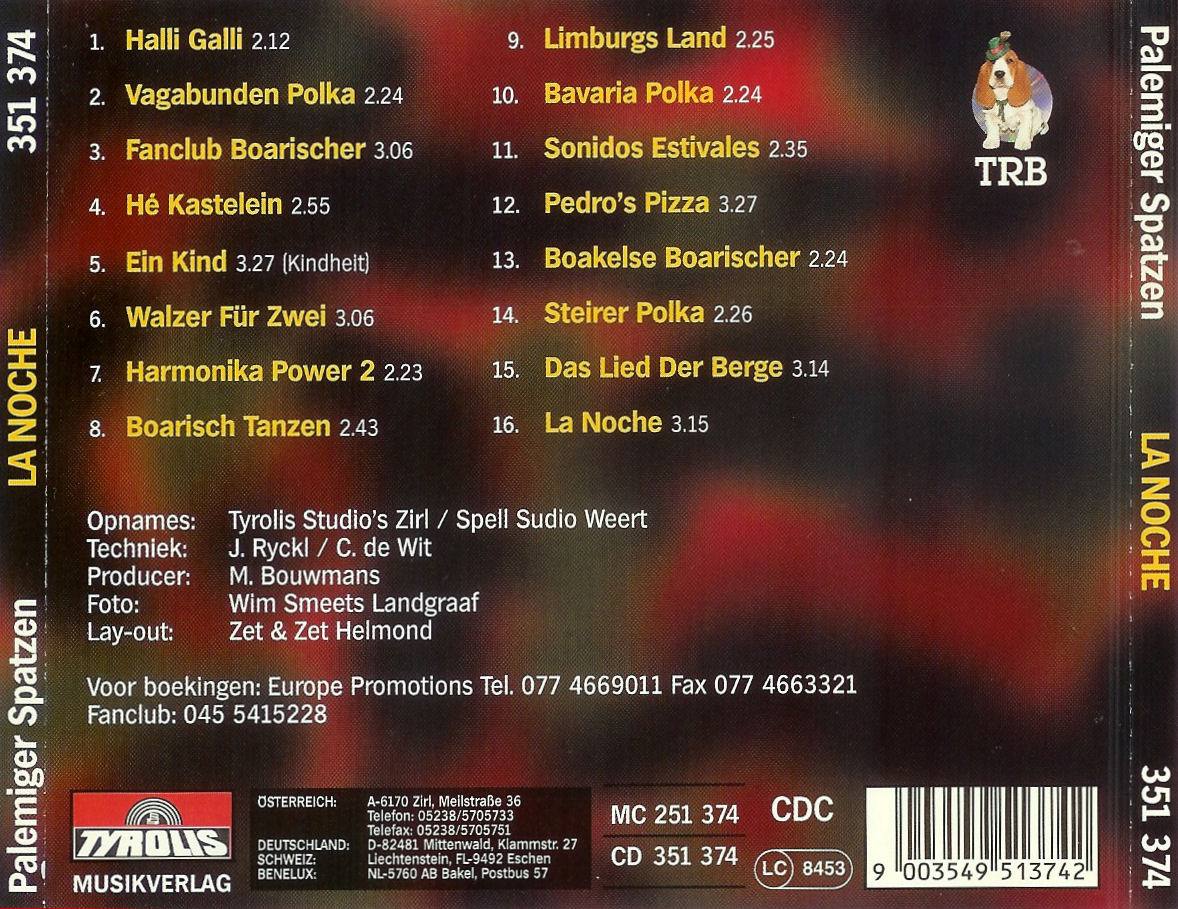 351 374
LA NOCHE
Palemiger Spatzen
1. Halli Galli 2.12
2. Vagabunden Polka 2.24
3. Fanclub Boarischer 3.06
4. Hé Kastelein 2.55
5. Ein Kind 3.27 (Kindheit)
6. Walzer Für Zwei 3.06
7. Harmonika Power 2 2.23
8. Boarisch Tanzen 2.43
9. Limburgs Land 2.25
10. Bavaria Polka 2.24
11. Sonidos Estivales 2.35
12. Pedro's Pizza 3.27
13. Boakelse Boarischer 2.24
14. Steirer Polka 2.26
15. Das Lied Der Berge 3.14
16. La Noche 3.15
TRB
Opnames: Tyrolis Studio's Zirl / Spell Sudio Weert
Techniek: J. Ryckl / C. de Wit
Producer: M. Bouwmans
Foto: Wim Smeets Landgraaf
Lay-out: Zet & Zet Helmond
Voor boekingen: Europe Promotions Tel. 077 4669011 Fax 077 4663321
Fanclub: 045 5415228
TYROLIS
MUSIKVERLAG
ÖSTERREICH: A-6170 Zirl, Meilstraße 36
Telefon: 05238/5705733
Telefax: 05238/5705751
DEUTSCHLAND: D-82481 Mittenwald, Klammstr. 27
SCHWEIZ: Liechtenstein, FL-9492 Eschen
BENELUX: NL-5760 AB Bakel, Postbus 57
MC 251 374
CD 351 374
CDC
LC 8453
9 003549 513742
Palemiger Spatzen
LA NOCHE
351 374